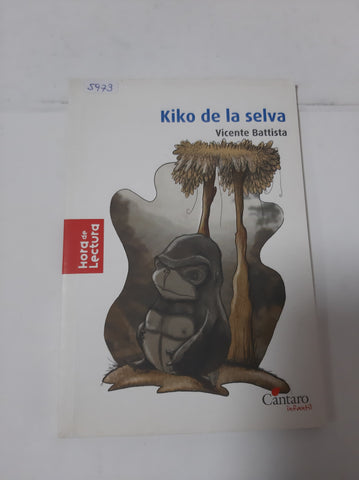 5973
Kiko de la selva
Vicente Battista
Hora de
Lectura
Cántaro
infantil